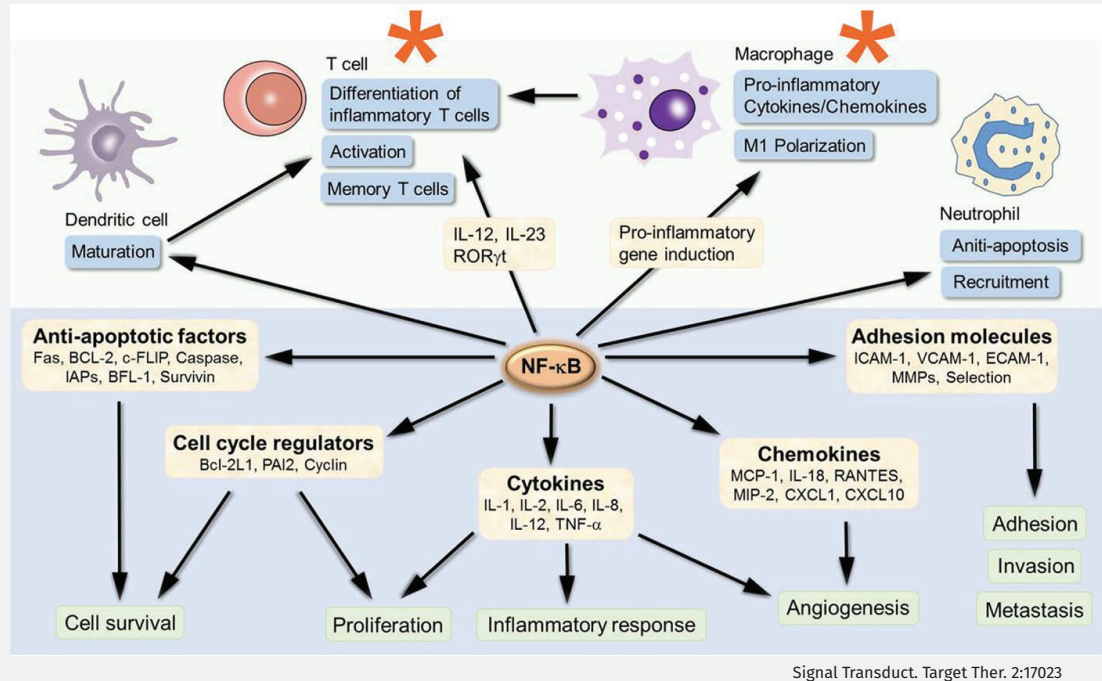 T cell
Differentiation of
inflammatory T cells
Activation
Memory T cells
Macrophage
Pro-inflammatory
Cytokines/Chemokines
M1 Polarization
Dendritic cell
Maturation
Neutrophil
Aniti-apoptosis
Recruitment
IL-12, IL-23
RORγt
Pro-inflammatory
gene induction
NF-κB
Anti-apoptotic factors
Fas, BCL-2, c-FLIP, Caspase,
IAPs, BFL-1, Survivin
Adhesion molecules
ICAM-1, VCAM-1, ECAM-1,
MMPs, Selection
Cell cycle regulators
Bcl-2L1, PAI2, Cyclin
Cytokines
IL-1, IL-2, IL-6, IL-8,
IL-12, TNF-α
Chemokines
MCP-1, IL-18, RANTES,
MIP-2, CXCL1, CXCL10
Adhesion
Invasion
Metastasis
Cell survival
Proliferation
Inflammatory response
Angiogenesis
Signal Transduct. Target Ther. 2:17023